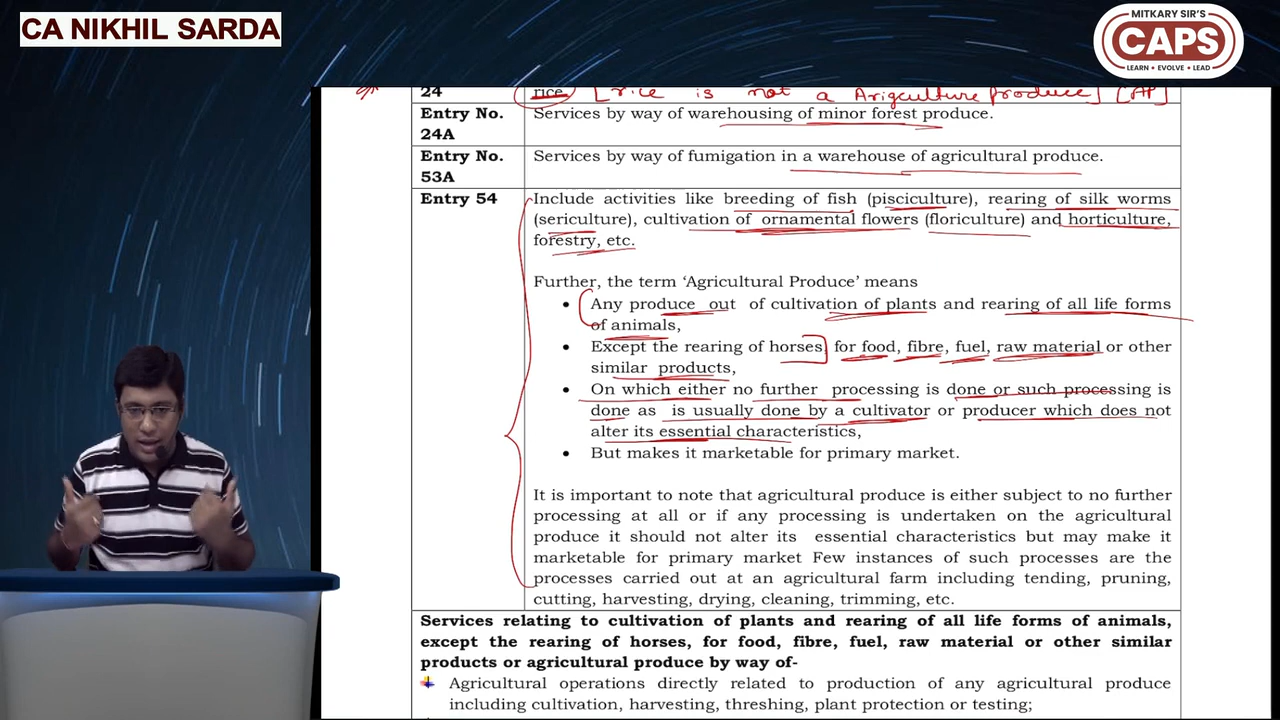 CA NIKHIL SARDA
MITKARY SIR'S
CAPS
LEARN • EVOLVE • LEAD
24
rice. [rice is not a Arigculture produce] [AP]
Entry No. 24A
Services by way of warehousing of minor forest produce.
Entry No. 53A
Services by way of fumigation in a warehouse of agricultural produce.
Entry 54
Include activities like breeding of fish (pisciculture), rearing of silk worms
(sericulture), cultivation of ornamental flowers (floriculture) and horticulture,
forestry, etc.
Further, the term 'Agricultural Produce' means
• Any produce out of cultivation of plants and rearing of all life forms
of animals,
• Except the rearing of horses, for food, fibre, fuel, raw material or other
similar products,
• On which either no further processing is done or such processing is
done as is usually done by a cultivator or producer which does not
alter its essential characteristics,
• But makes it marketable for primary market.
It is important to note that agricultural produce is either subject to no further
processing at all or if any processing is undertaken on the agricultural
produce it should not alter its essential characteristics but may make it
marketable for primary market Few instances of such processes are the
processes carried out at an agricultural farm including tending, pruning,
cutting, harvesting, drying, cleaning, trimming, etc.
Services relating to cultivation of plants and rearing of all life forms of animals,
except the rearing of horses, for food, fibre, fuel, raw material or other similar
products or agricultural produce by way of-
Agricultural operations directly related to production of any agricultural produce
including cultivation, harvesting, threshing, plant protection or testing;